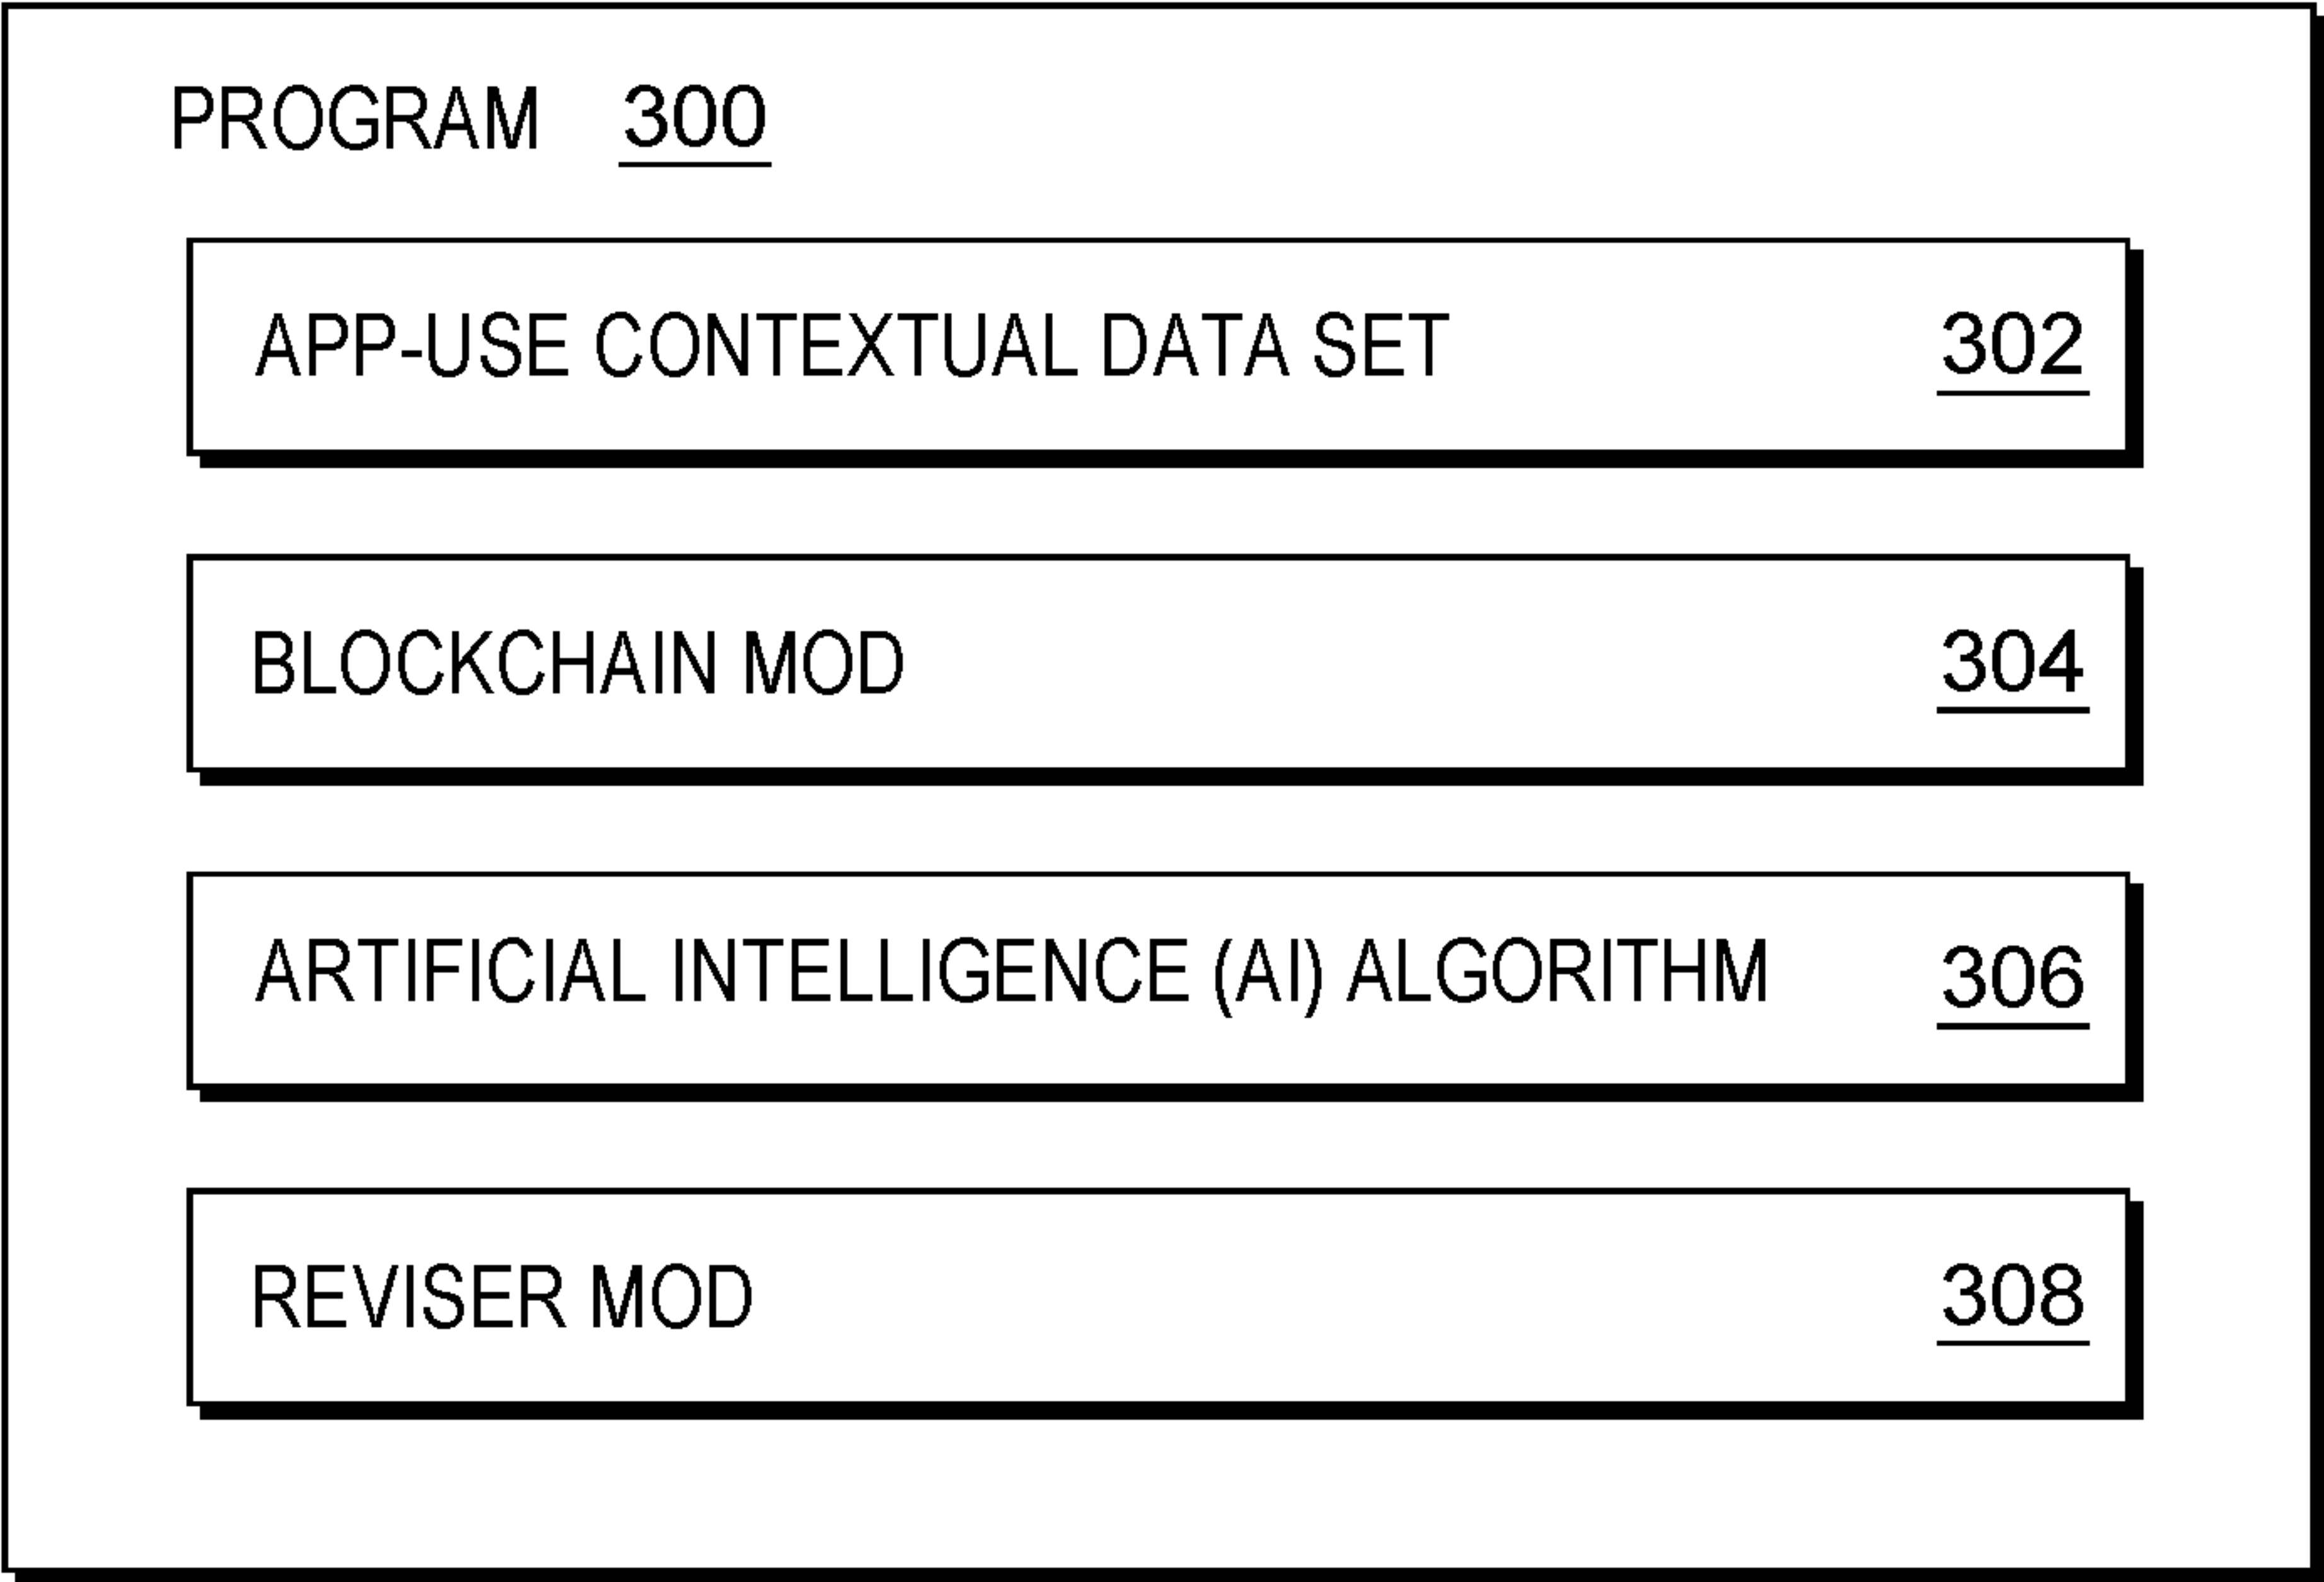 PROGRAM 300
APP-USE CONTEXTUAL DATA SET 302
BLOCKCHAIN MOD 304
ARTIFICIAL INTELLIGENCE (AI) ALGORITHM 306
REVISER MOD 308